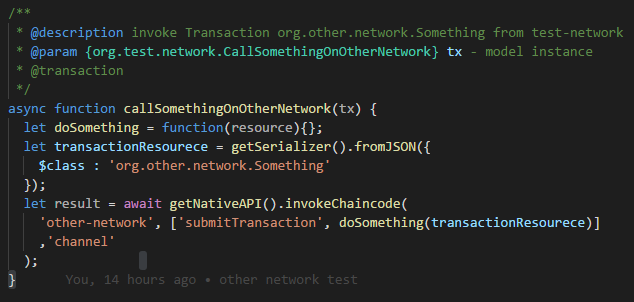 /**
 * @description invoke Transaction org.other.network.Something from test-network
 * @param {org.test.network.CallSomethingOnOtherNetwork} tx - model instance
 * @transaction
 */
async function callSomethingOnOtherNetwork(tx) {
  let doSomething = function(resource){};
  let transactionResourece = getSerializer().fromJSON({
    $class : 'org.other.network.Something'
  });
  let result = await getNativeAPI().invokeChaincode(
    'other-network', ['submitTransaction', doSomething(transactionResourece)]
    ,'channel'
  );
} You, 14 hours ago • other network test